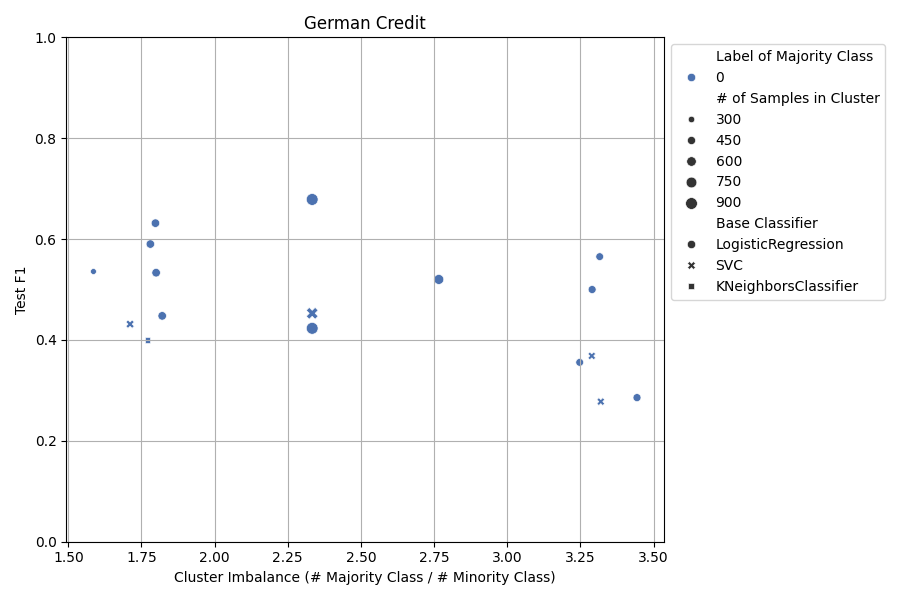 German Credit
Test F1
1.0
0.8
0.6
0.4
0.2
0.0
1.50 1.75 2.00 2.25 2.50 2.75 3.00 3.25 3.50
Cluster Imbalance (# Majority Class / # Minority Class)
Label of Majority Class
0
# of Samples in Cluster
300
450
600
750
900
Base Classifier
LogisticRegression
SVC
KNeighborsClassifier